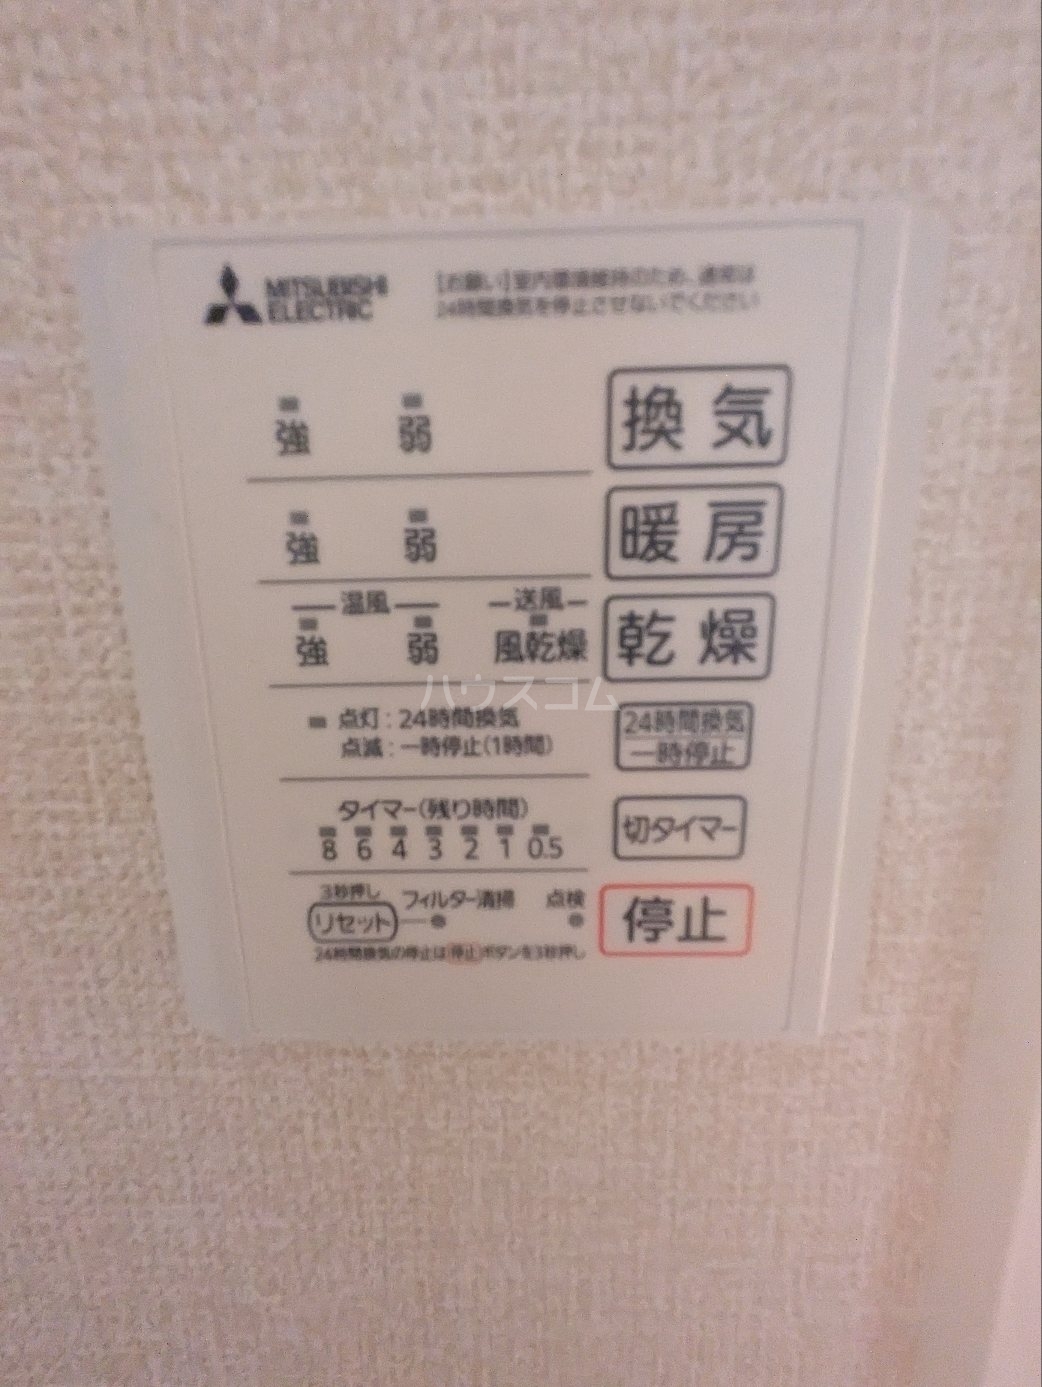 MITSUBISHI
ELECTRIC
【お願い】室内環境維持のため、通常は
24時間換気を停止させないでください
強 弱 換気
強 弱 暖房
温風 送風
強 弱 風乾燥 乾燥
ハウスコム
点灯:24時間換気
点滅:一時停止(1時間)
24時間換気
一時停止
タイマー(残り時間)
8 6 4 3 2 1 0.5
切タイマー
3秒押し
リセット フィルター清掃 点検
停止
24時間換気の停止は停止ボタンを3秒押し